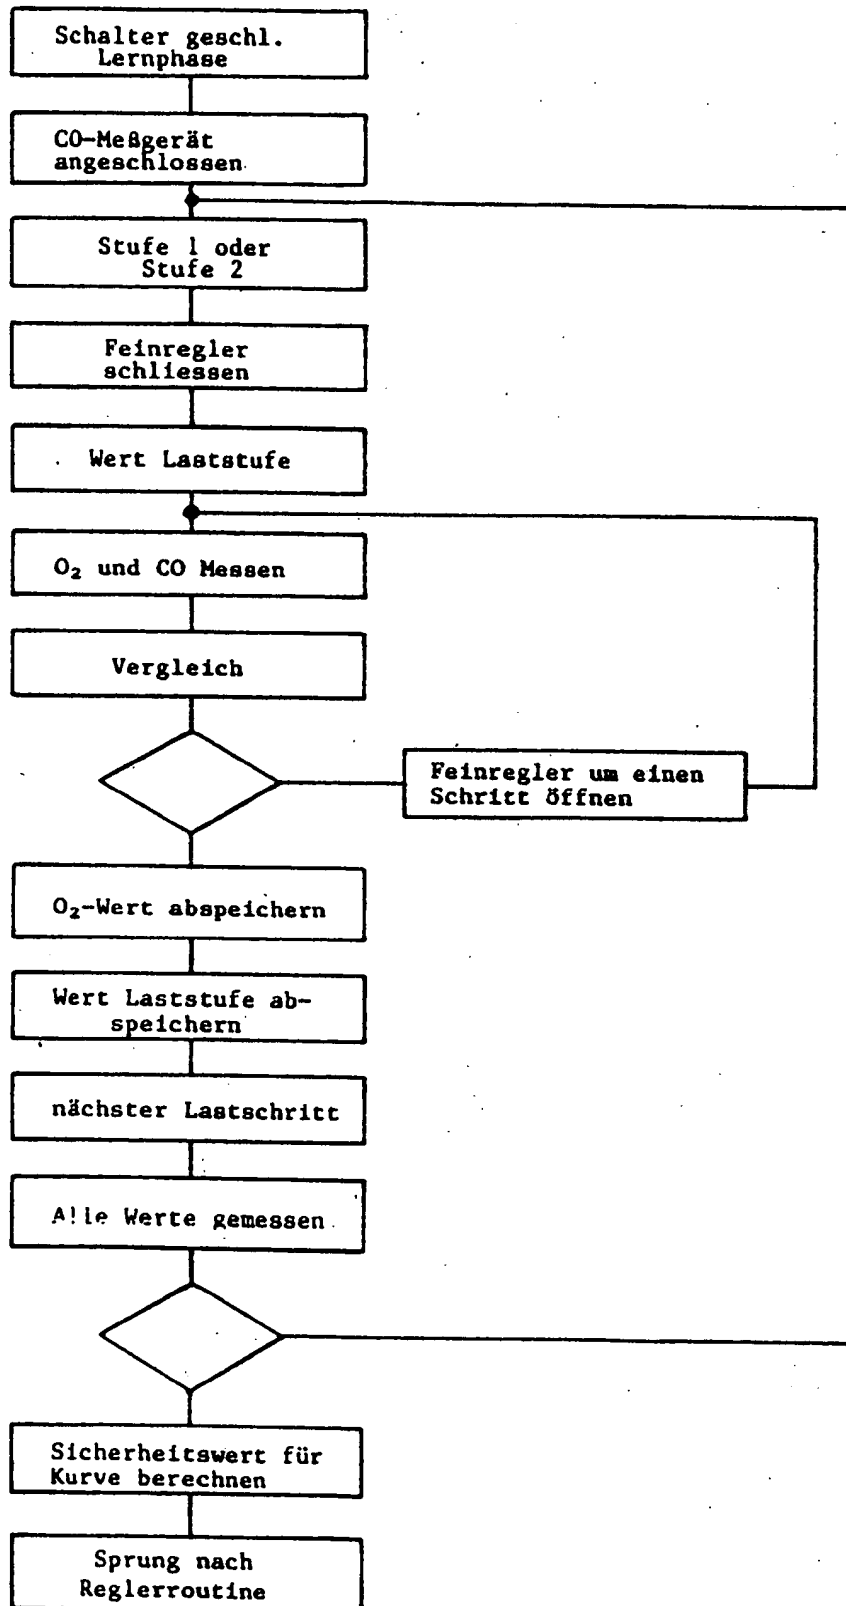 Schalter geschl.
Lernphase
CO-Meßgerät
angeschlossen
Stufe 1 oder
Stufe 2
Feinregler
schliessen
Wert Laststufe
O₂ und CO Messen
Vergleich
Feinregler um einen
Schritt öffnen
O₂-Wert abspeichern
Wert Laststufe ab-
speichern
nächster Lastschritt
Alle Werte gemessen
Sicherheitswert für
Kurve berechnen
Sprung nach
Reglerroutine